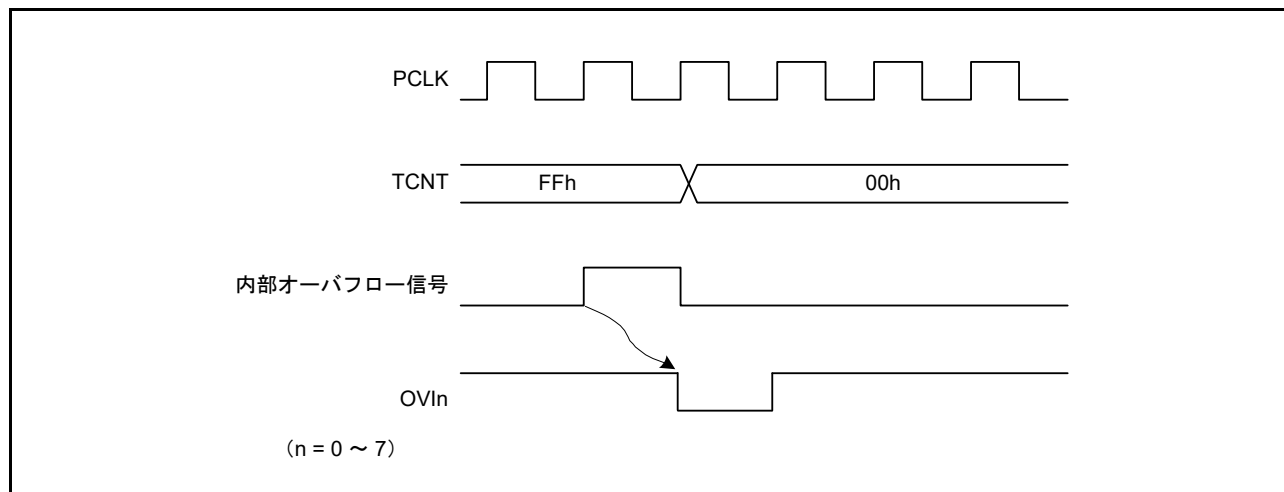 PCLK
TCNT
FFh
00h
内部オーバフロー信号
OVIn
（n = 0 ～ 7）